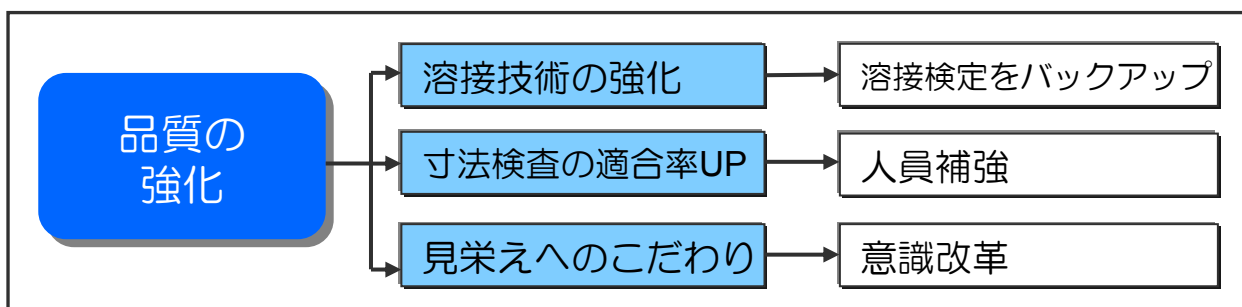 品質の
強化
溶接技術の強化
溶接検定をバックアップ
寸法検査の適合率UP
人員補強
見栄えへのこだわり
意識改革